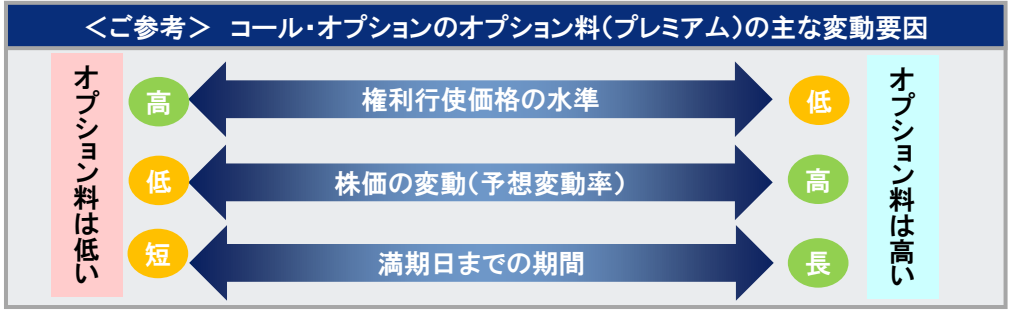 <ご参考> コール・オプションのオプション料(プレミアム)の主な変動要因
オプション料は低い
高
権利行使価格の水準
低
低
株価の変動(予想変動率)
高
短
満期日までの期間
長
オプション料は高い